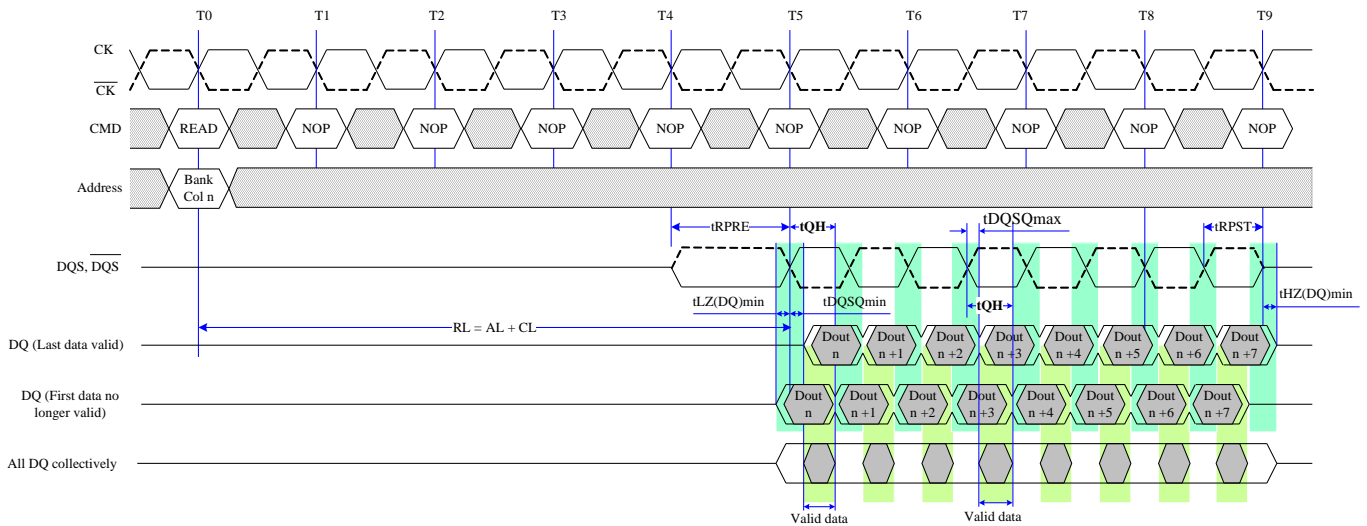 T0 T1 T2 T3 T4 T5 T6 T7 T8 T9
CK
CK
CMD READ NOP NOP NOP NOP NOP NOP NOP NOP NOP
Address Bank
Col n
tRPRE tQH tDQSQmax tRPST
DQS, DQS
tLZ(DQ)min tDQSQmin tQH tHZ(DQ)min
RL = AL + CL
DQ (Last data valid) Dout
n Dout
n +1 Dout
n +2 Dout
n +3 Dout
n +4 Dout
n +5 Dout
n +6 Dout
n +7
DQ (First data no
longer valid) Dout
n Dout
n +1 Dout
n +2 Dout
n +3 Dout
n +4 Dout
n +5 Dout
n +6 Dout
n +7
All DQ collectively
Valid data Valid data